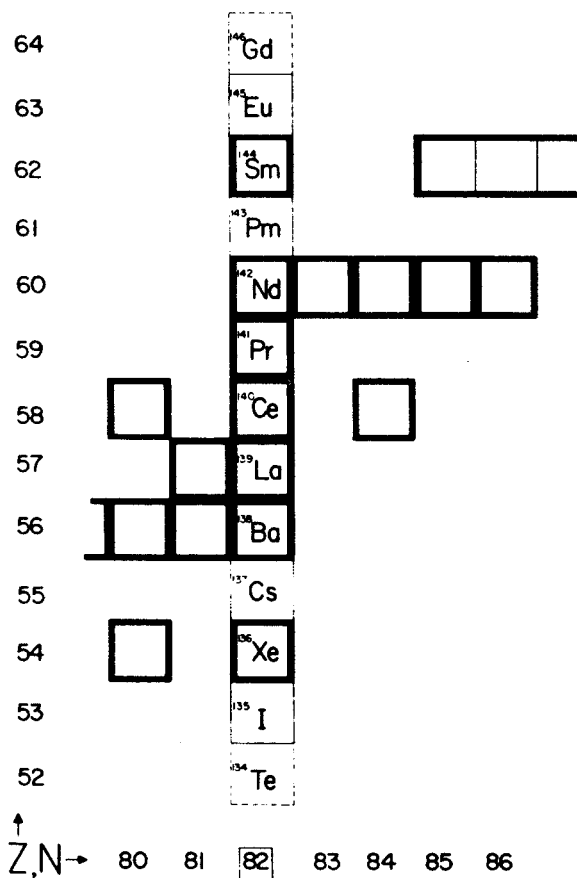 64 ¹⁴⁶Gd
63 ¹⁴⁵Eu
62 ¹⁴⁴Sm
61 ¹⁴³Pm
60 ¹⁴²Nd
59 ¹⁴¹Pr
58 ¹⁴⁰Ce
57 ¹³⁹La
56 ¹³⁸Ba
55 ¹³⁷Cs
54 ¹³⁶Xe
53 ¹³⁵I
52 ¹³⁴Te
↑
Z,N→ 80 81 82 83 84 85 86